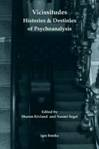 Vicissitudes
Histories & Destinies
of Psychoanalysis
Edited by
Sharon Kivland and Naomi Segal
igrs books